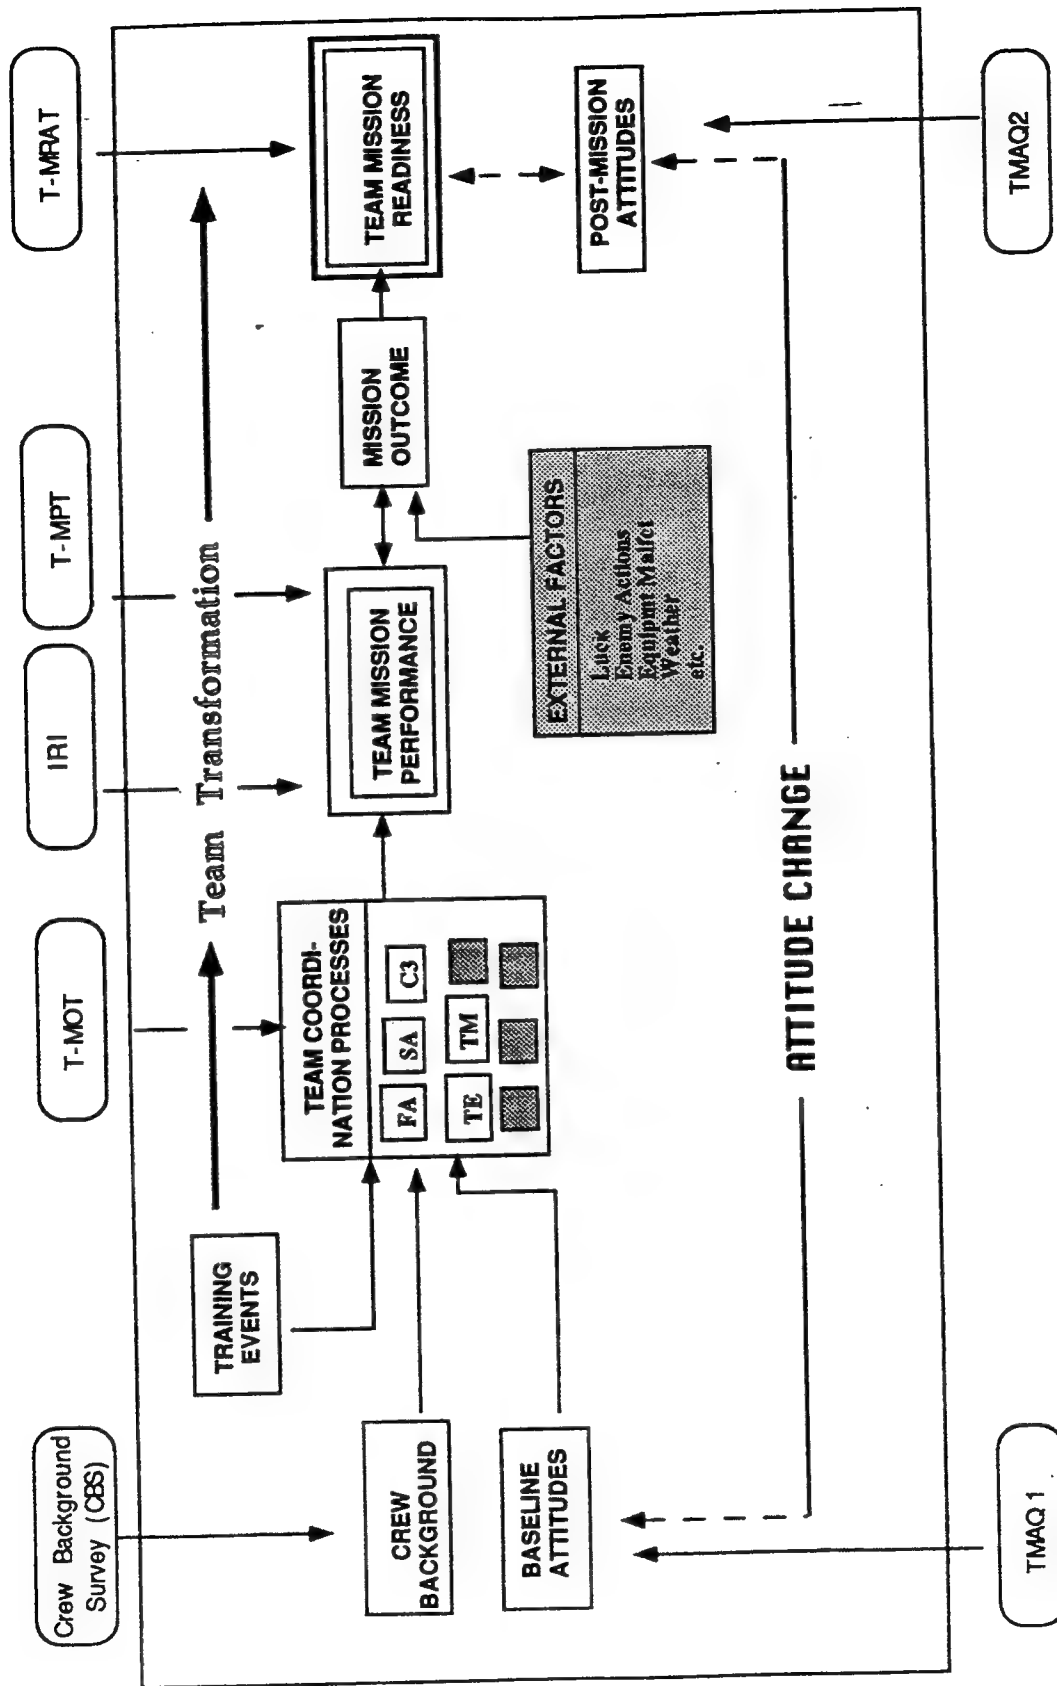 Crew Background
Survey (CBS)
T-MOT
IRI
T-MPT
T-MRAT
Team Transformation
TRAINING
EVENTS
TEAM COORDI-
NATION PROCESSES
FA SA C3
TE TM
CREW
BACKGROUND
BASELINE
ATTITUDES
TEAM MISSION
PERFORMANCE
MISSION
OUTCOME
TEAM MISSION
READINESS
EXTERNAL FACTORS
Luck
Enemy Actions
Equipmt Malfct
Weather
etc.
POST-MISSION
ATTITUDES
ATTITUDE CHANGE
TMAQ 1
TMAQ2